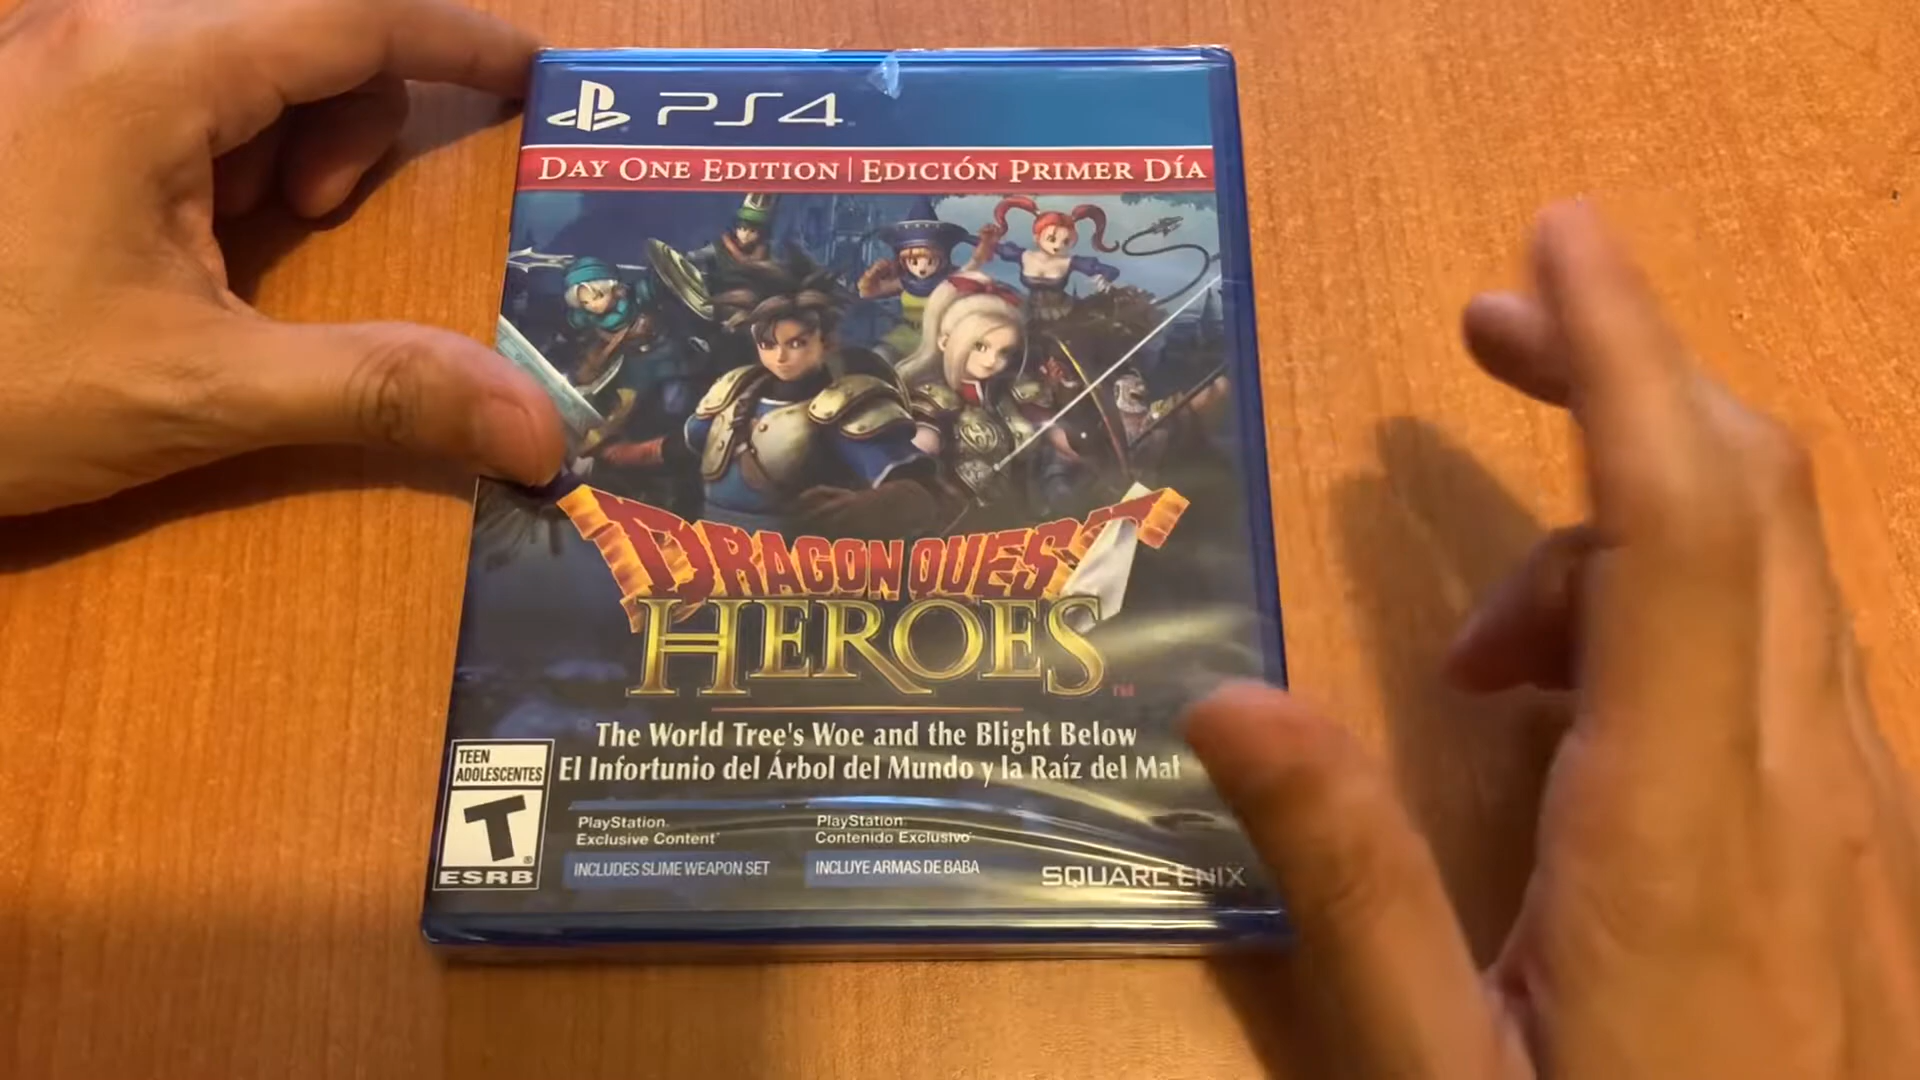 PS4
DAY ONE EDITION | EDICIÓN PRIMER DÍA
DRAGON QUEST
HEROES™
The World Tree's Woe and the Blight Below
El Infortunio del Árbol del Mundo y la Raíz del Mal
TEEN
ADOLESCENTES
T
ESRB
PlayStation®
Exclusive Content*
INCLUDES SLIME WEAPON SET
PlayStation®
Contenido Exclusivo*
INCLUYE ARMAS DE BABA
SQUARE ENIX